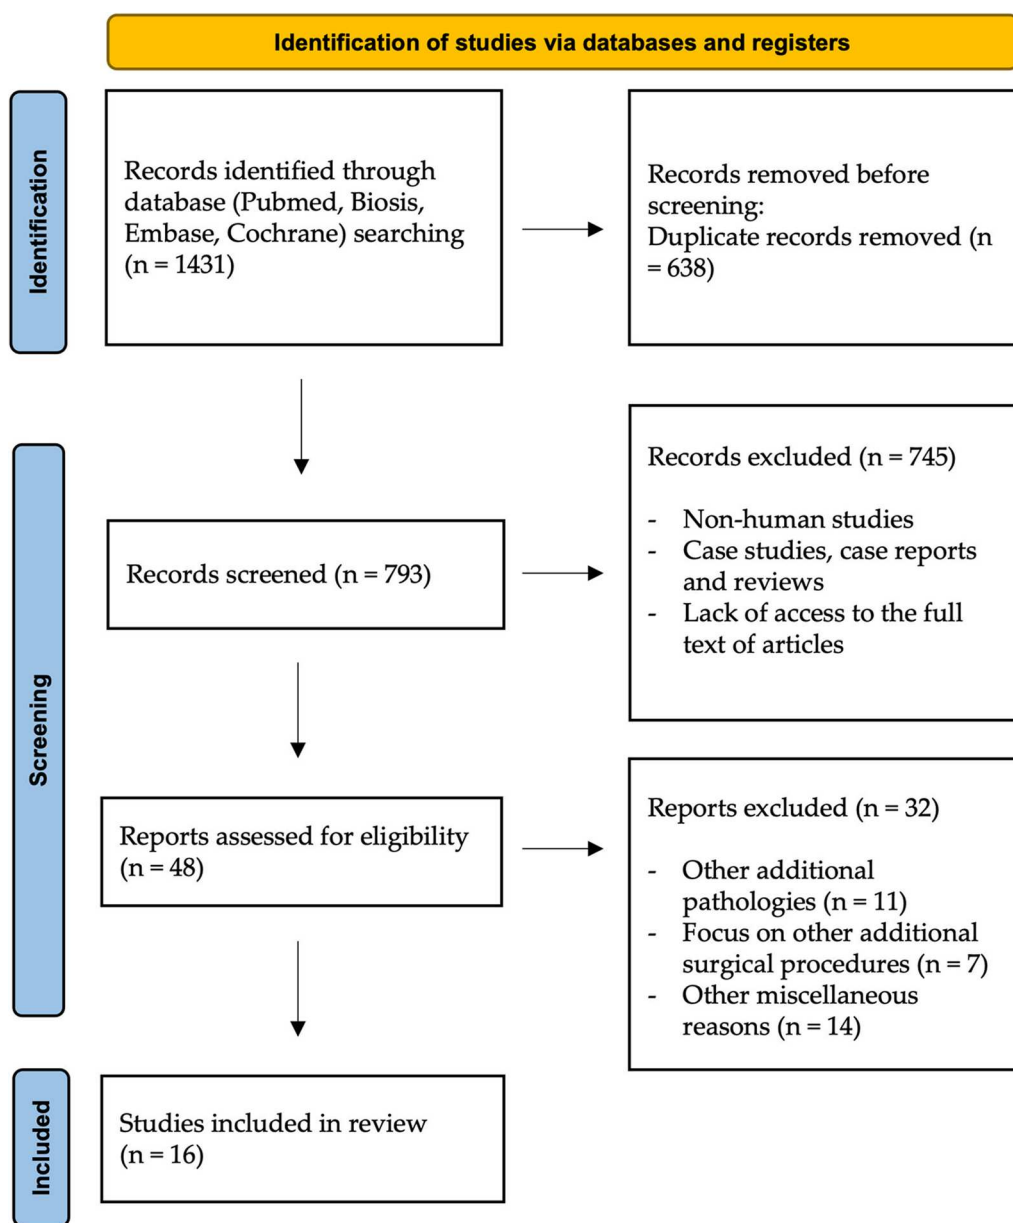 Identification of studies via databases and registers
Identification
Records identified through
database (Pubmed, Biosis,
Embase, Cochrane) searching
(n = 1431)
Records removed before
screening:
Duplicate records removed (n
= 638)
Screening
Records screened (n = 793)
Records excluded (n = 745)
- Non-human studies
- Case studies, case reports
and reviews
- Lack of access to the full
text of articles
Reports assessed for eligibility
(n = 48)
Reports excluded (n = 32)
- Other additional
pathologies (n = 11)
- Focus on other additional
surgical procedures (n = 7)
- Other miscellaneous
reasons (n = 14)
Included
Studies included in review
(n = 16)